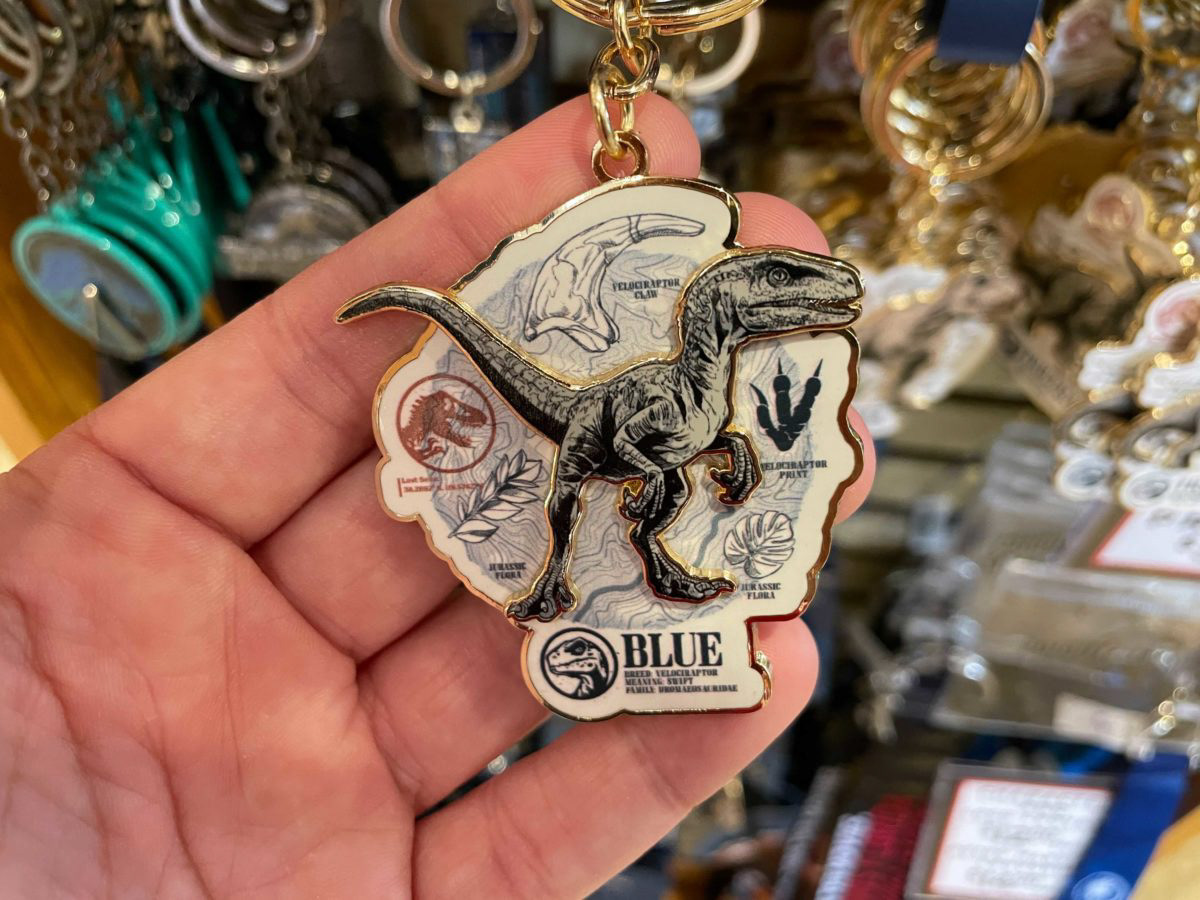 VELOCIRAPTOR
CLAW
VELOCIRAPTOR
PRINT
JURASSIC
FLORA
JURASSIC
FLORA
BLUE
BREED: VELOCIRAPTOR
MEANING: SWIFT
FAMILY: DROMAEOSAURIDAE